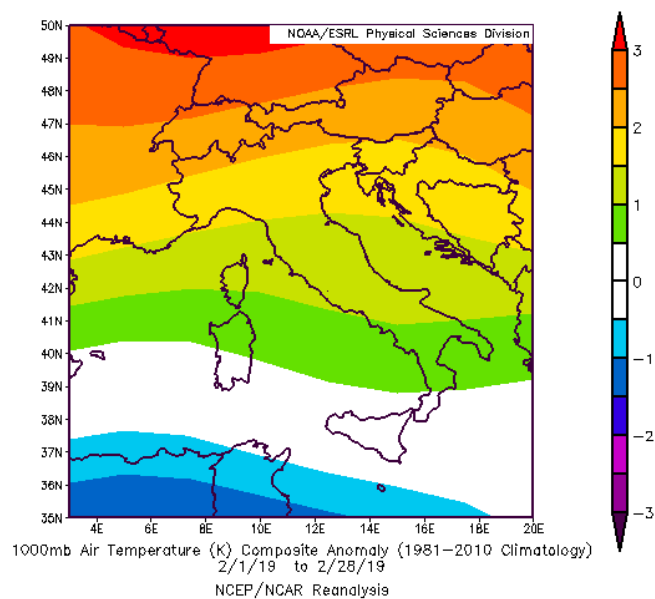 NOAA/ESRL Physical Sciences Division
50N
49N
48N
47N
46N
45N
44N
43N
42N
41N
40N
39N
38N
37N
36N
35N
4E 6E 8E 10E 12E 14E 16E 18E 20E
3
2
1
0
-1
-2
-3
1000mb Air Temperature (K) Composite Anomaly (1981-2010 Climatology)
2/1/19 to 2/28/19
NCEP/NCAR Reanalysis